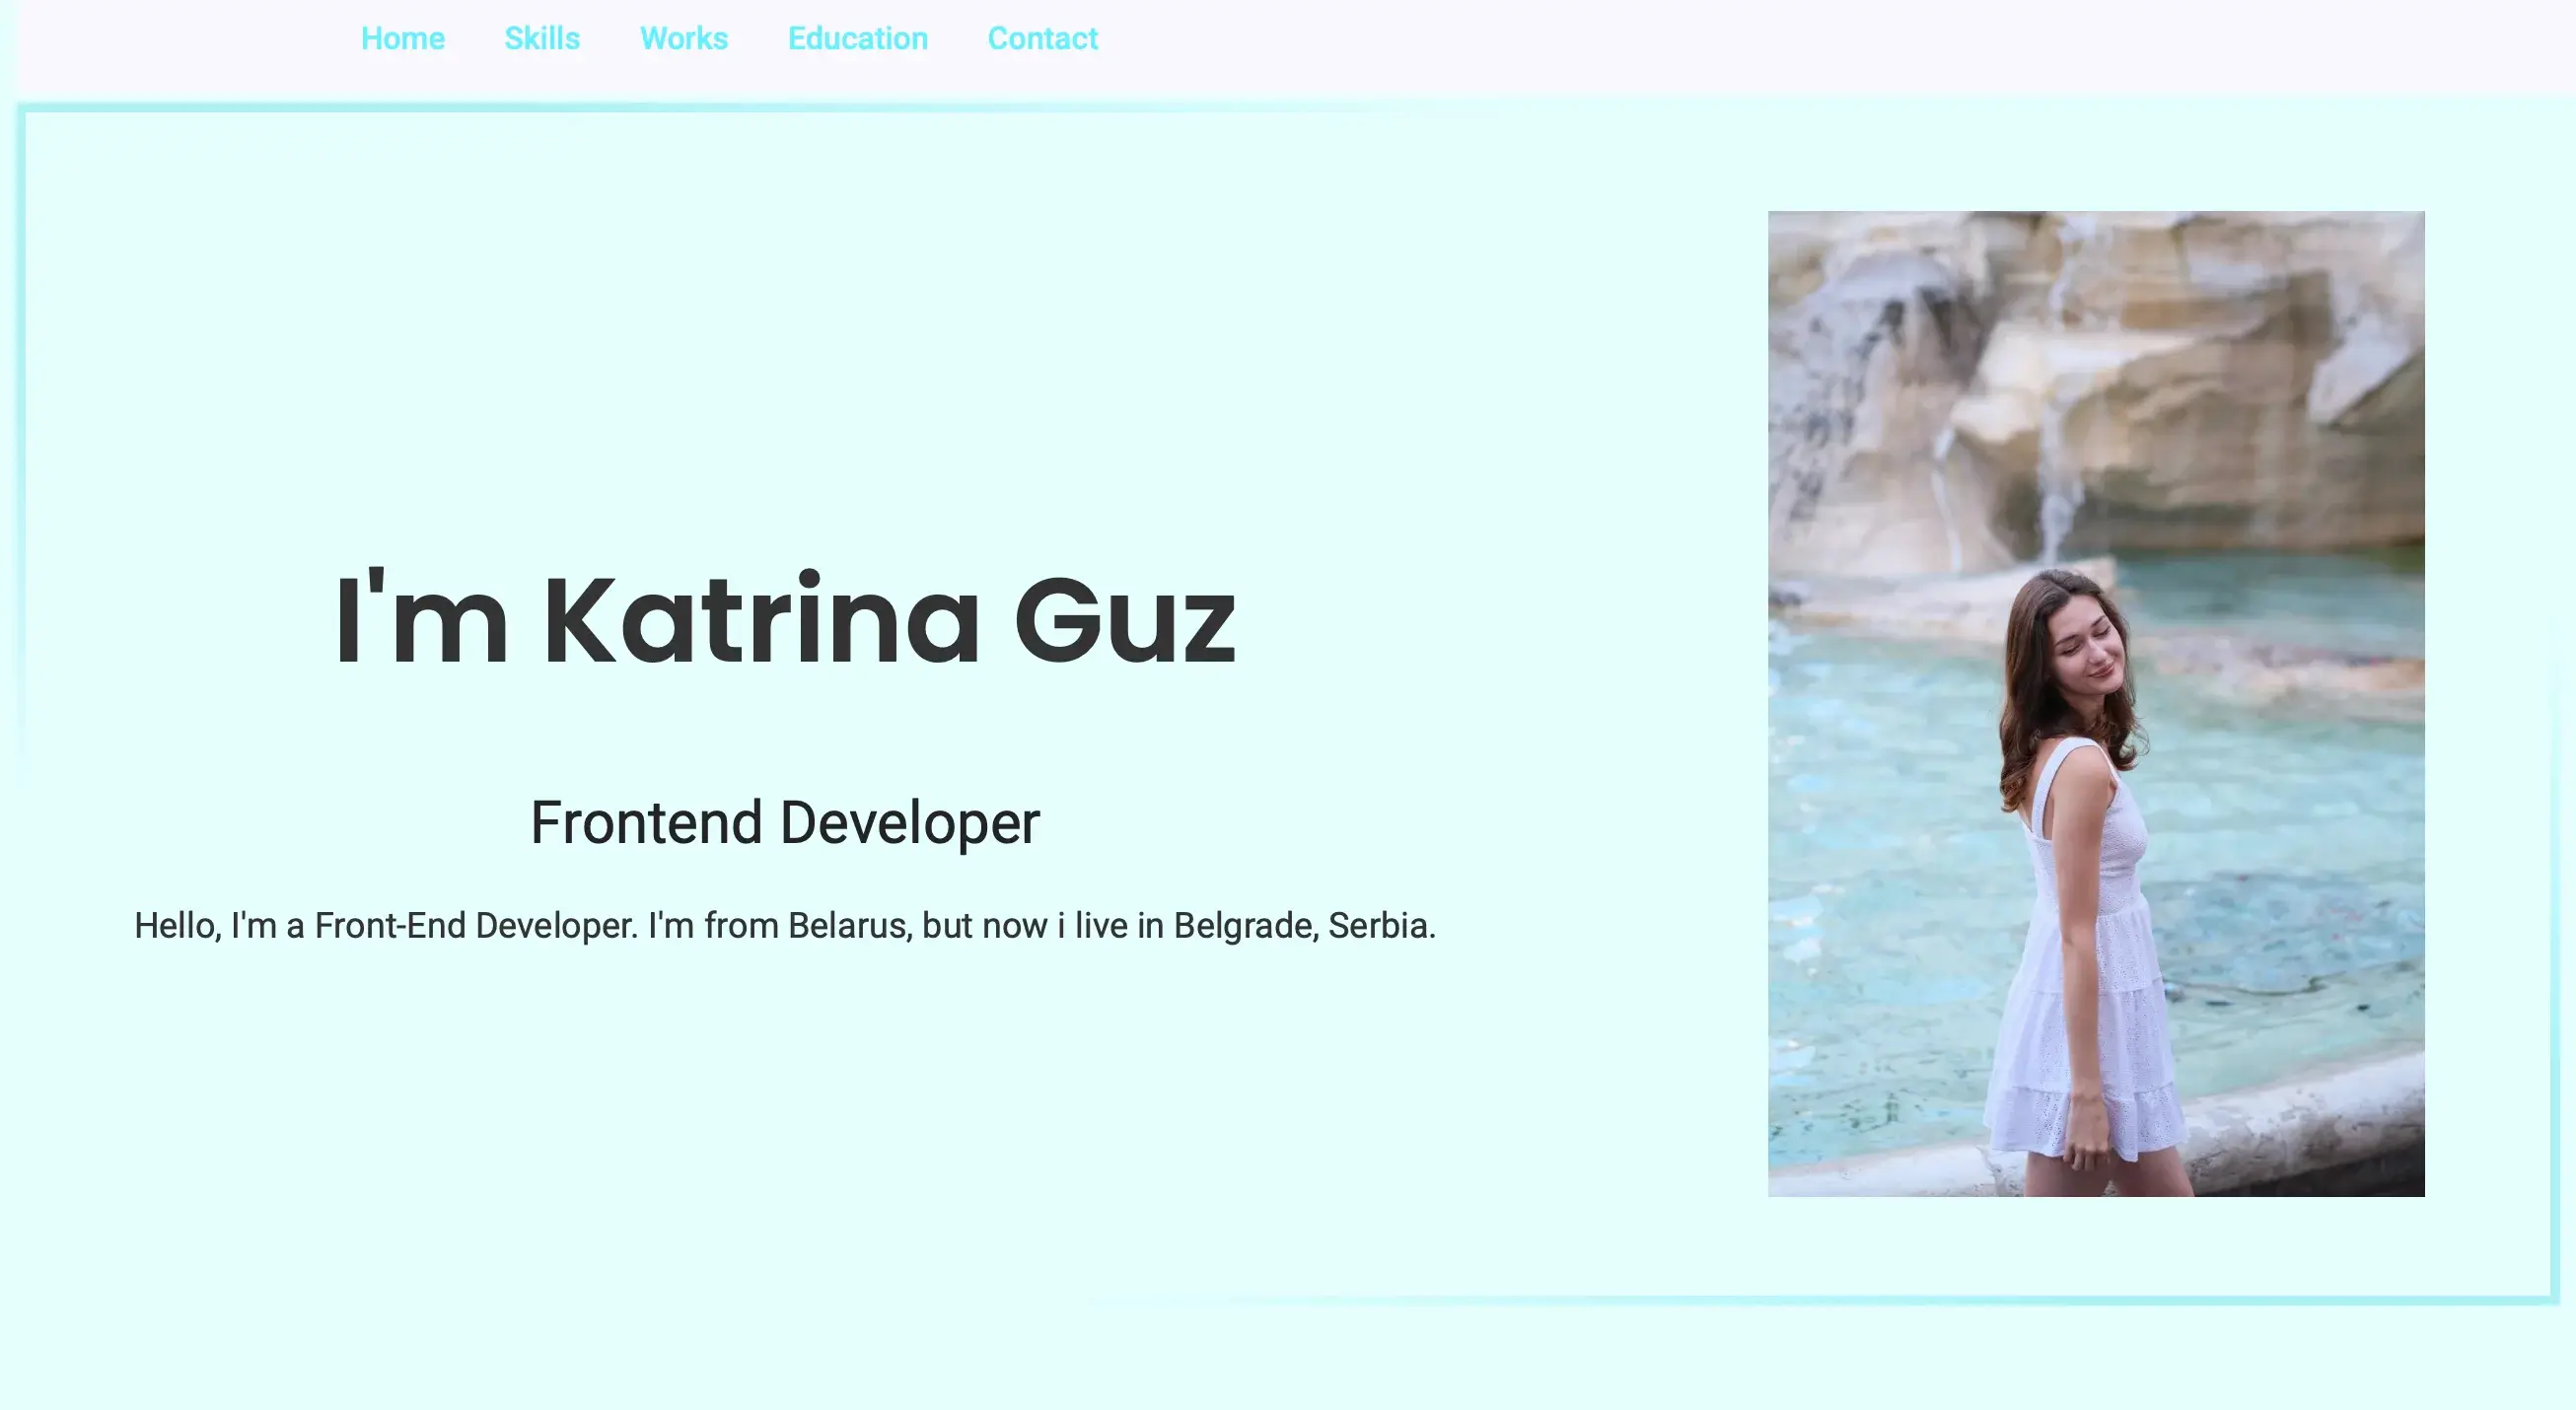 Home Skills Works Education Contact
I'm Katrina Guz
Frontend Developer
Hello, I'm a Front-End Developer. I'm from Belarus, but now i live in Belgrade, Serbia.